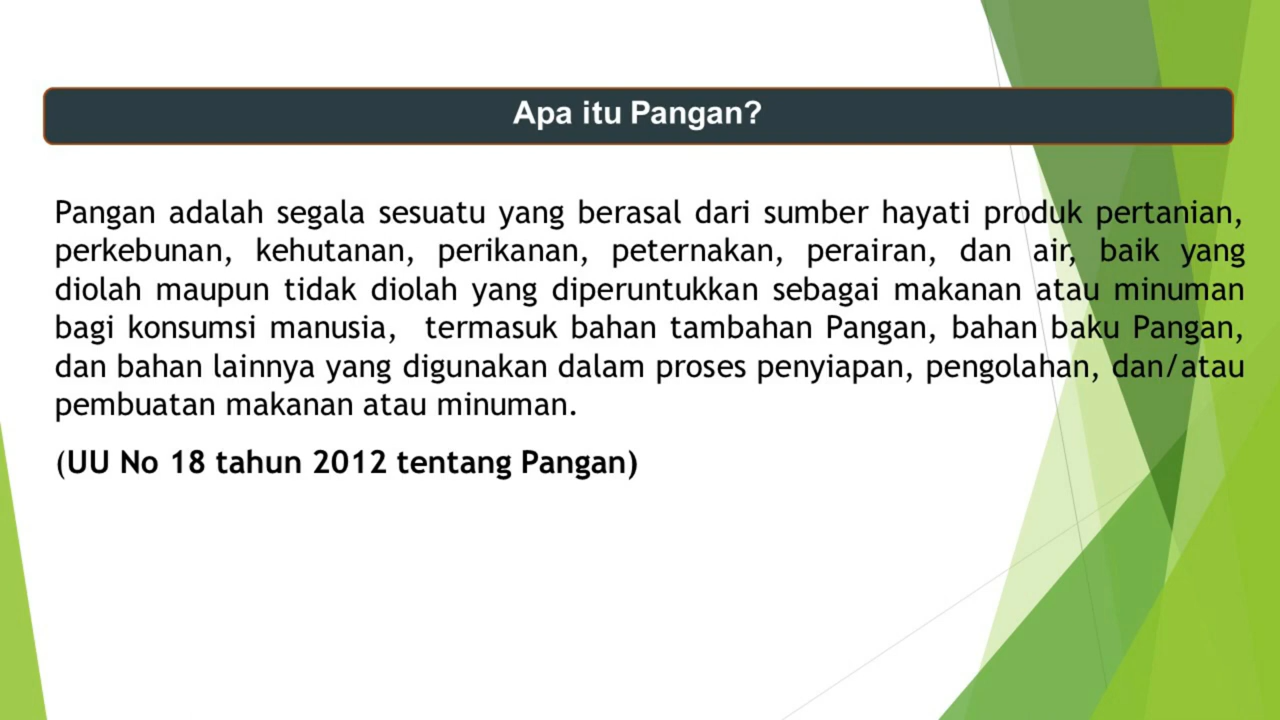 Apa itu Pangan?
Pangan adalah segala sesuatu yang berasal dari sumber hayati produk pertanian,
perkebunan, kehutanan, perikanan, peternakan, perairan, dan air, baik yang
diolah maupun tidak diolah yang diperuntukkan sebagai makanan atau minuman
bagi konsumsi manusia, termasuk bahan tambahan Pangan, bahan baku Pangan,
dan bahan lainnya yang digunakan dalam proses penyiapan, pengolahan, dan/atau
pembuatan makanan atau minuman.
(UU No 18 tahun 2012 tentang Pangan)